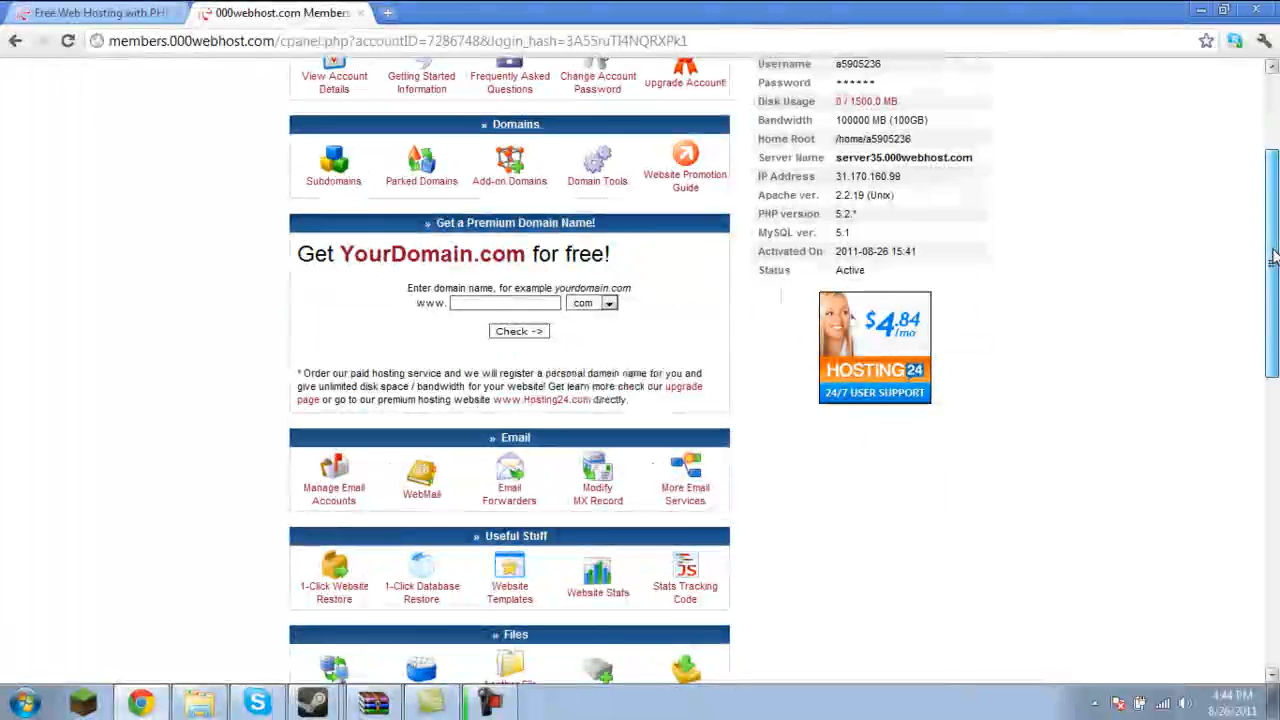 Free Web Hosting with PH
000webhost.com Members
members.000webhost.com/cpanel.php?accountID=7286748&login_hash=3A55ruTI4NQRXPk1
View Account Details
Getting Started Information
Frequently Asked Questions
Change Account Password
Upgrade Account!
» Domains
Subdomains
Parked Domains
Add-on Domains
Domain Tools
Website Promotion Guide
» Get a Premium Domain Name!
Get YourDomain.com for free!
Enter domain name, for example yourdomain.com
www. com
Check ->
* Order our paid hosting service and we will register a personal domain name for you and
give unlimited disk space / bandwidth for your website! Get learn more check our upgrade
page or go to our premium hosting website www.Hosting24.com directly.
» Email
Manage Email Accounts
WebMail
Email Forwarders
Modify MX Record
More Email Services
» Useful Stuff
1-Click Website Restore
1-Click Database Restore
Website Templates
Website Stats
JS
Stats Tracking Code
» Files
Username a5905236
Password ******
Disk Usage 0 / 1500.0 MB
Bandwidth 100000 MB (100GB)
Home Root /home/a5905236
Server Name server35.000webhost.com
IP Address 31.170.160.99
Apache ver. 2.2.19 (Unix)
PHP version 5.2.*
MySQL ver. 5.1
Activated On 2011-08-26 15:41
Status Active
$4.84
/mo
HOSTING 24
24/7 USER SUPPORT
4:44 PM
8/26/2011